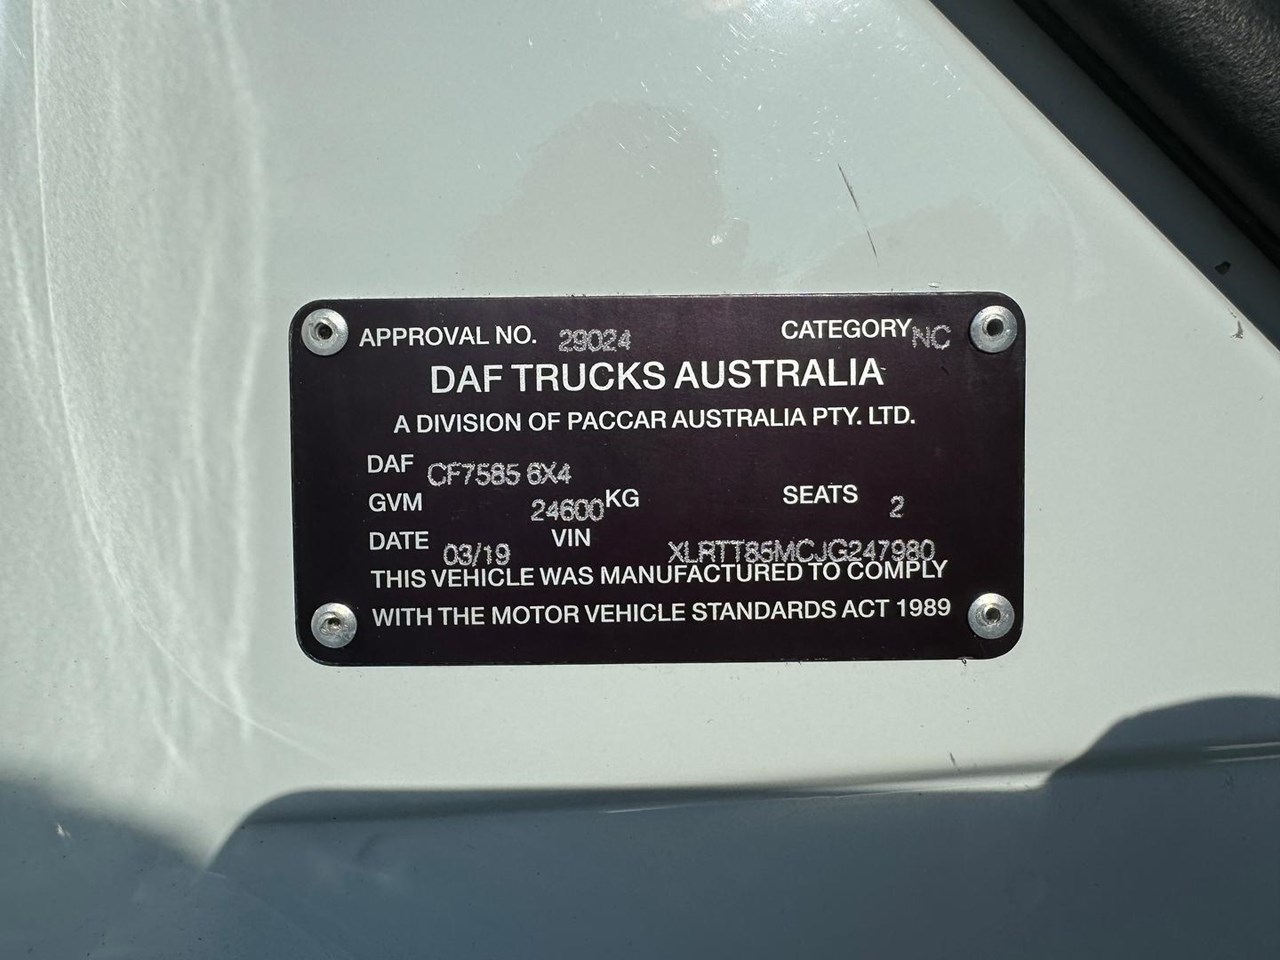 APPROVAL NO. 29024 CATEGORY NC
DAF TRUCKS AUSTRALIA
A DIVISION OF PACCAR AUSTRALIA PTY. LTD.
DAF CF7585 6X4
GVM 24600 KG SEATS 2
DATE 03/19 VIN XLRTT85MCJG247980
THIS VEHICLE WAS MANUFACTURED TO COMPLY
WITH THE MOTOR VEHICLE STANDARDS ACT 1989